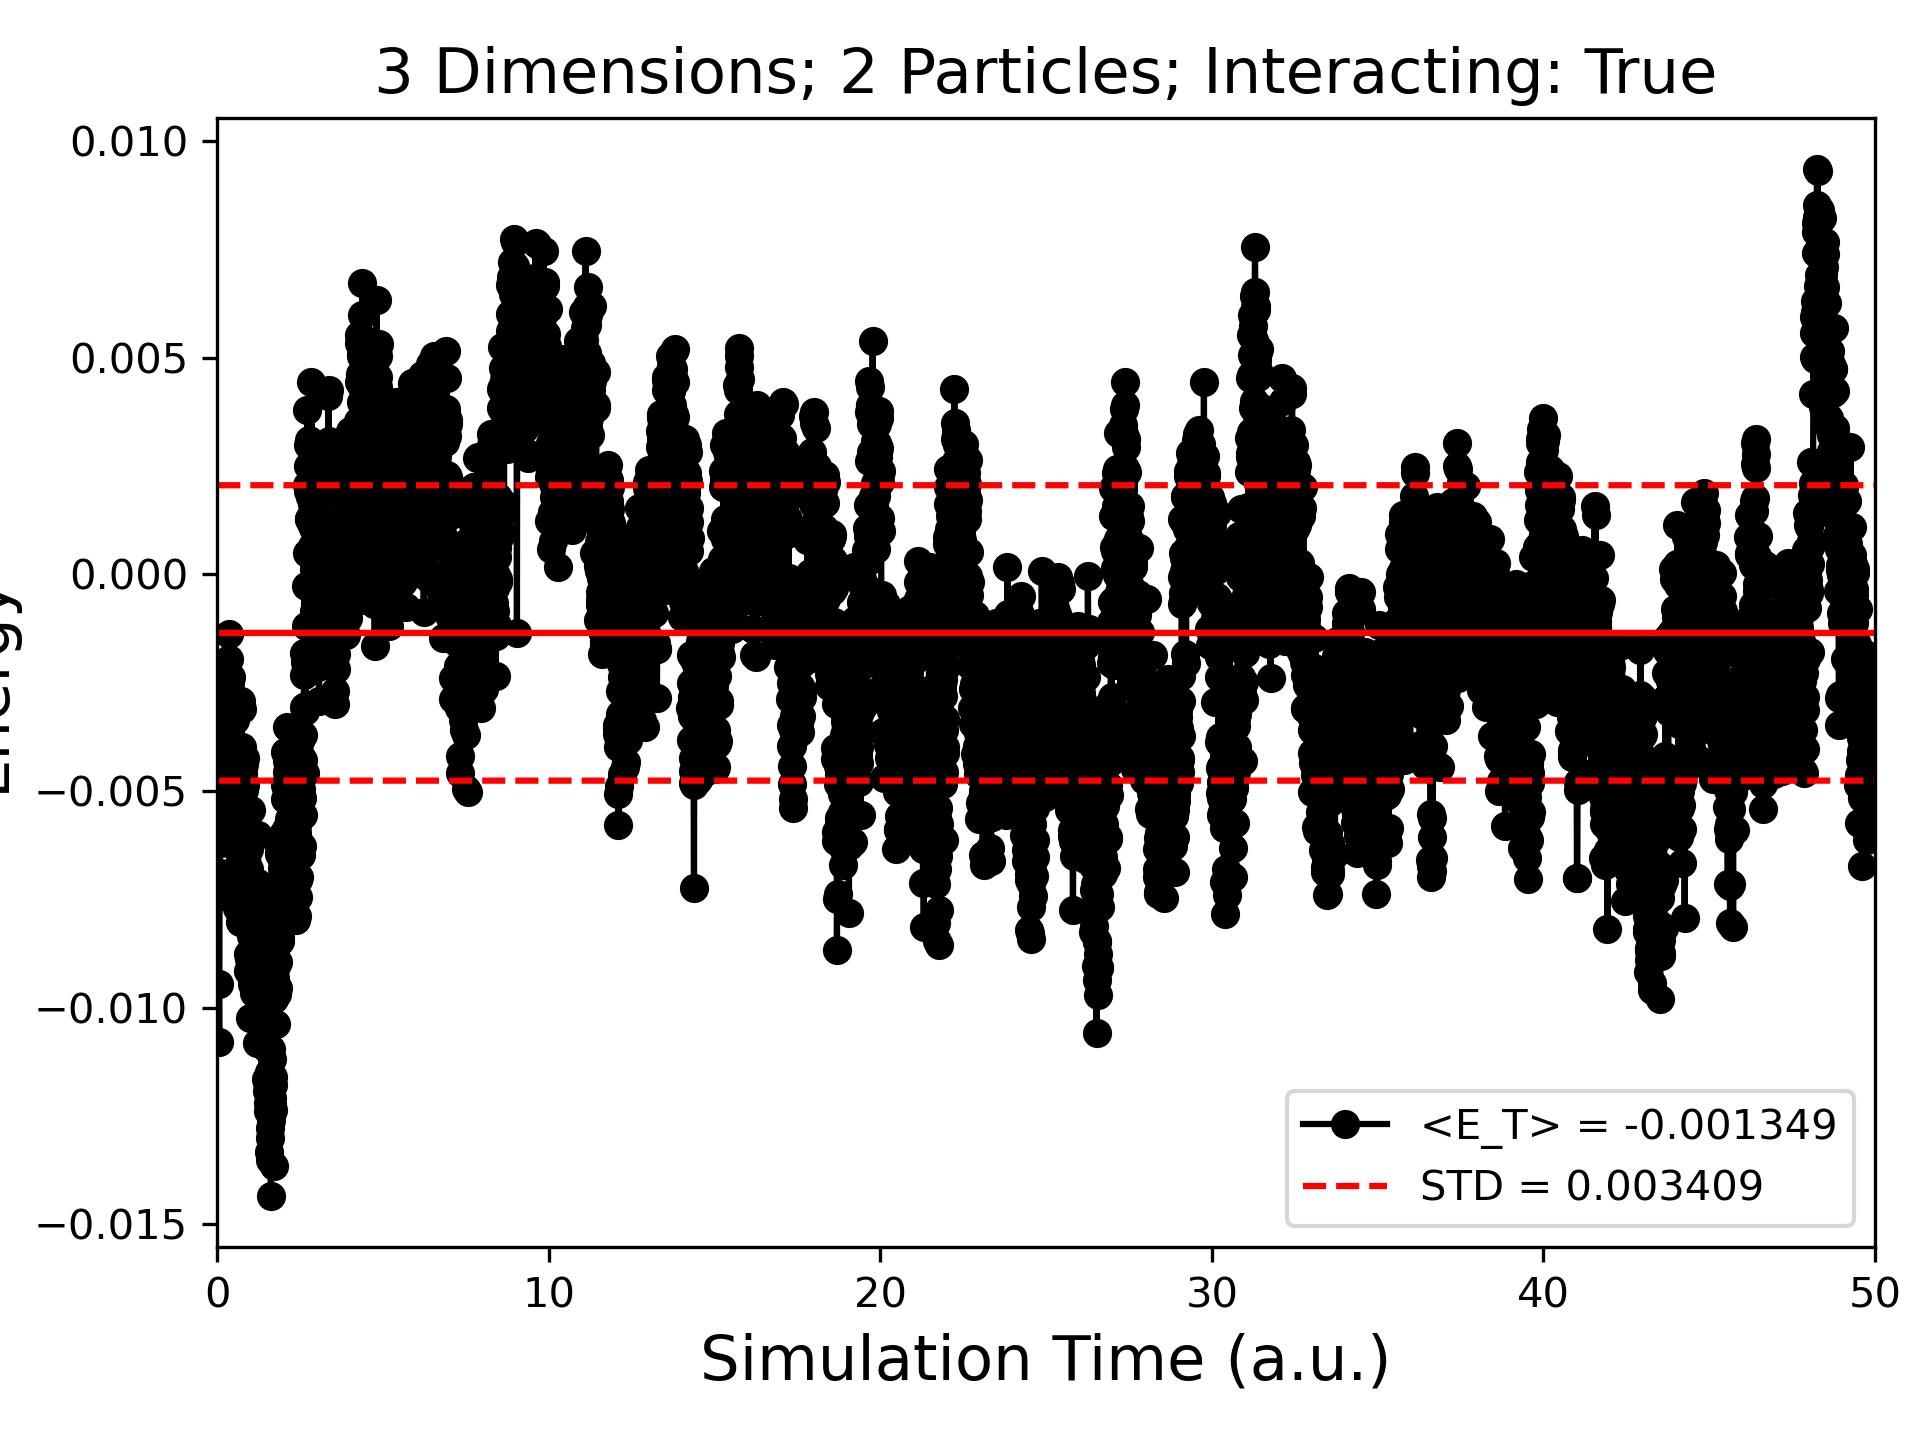 3 Dimensions; 2 Particles; Interacting: True
0.010
0.005
0.000
−0.005
−0.010
−0.015
Energy
<E_T> = -0.001349
STD = 0.003409
0 10 20 30 40 50
Simulation Time (a.u.)